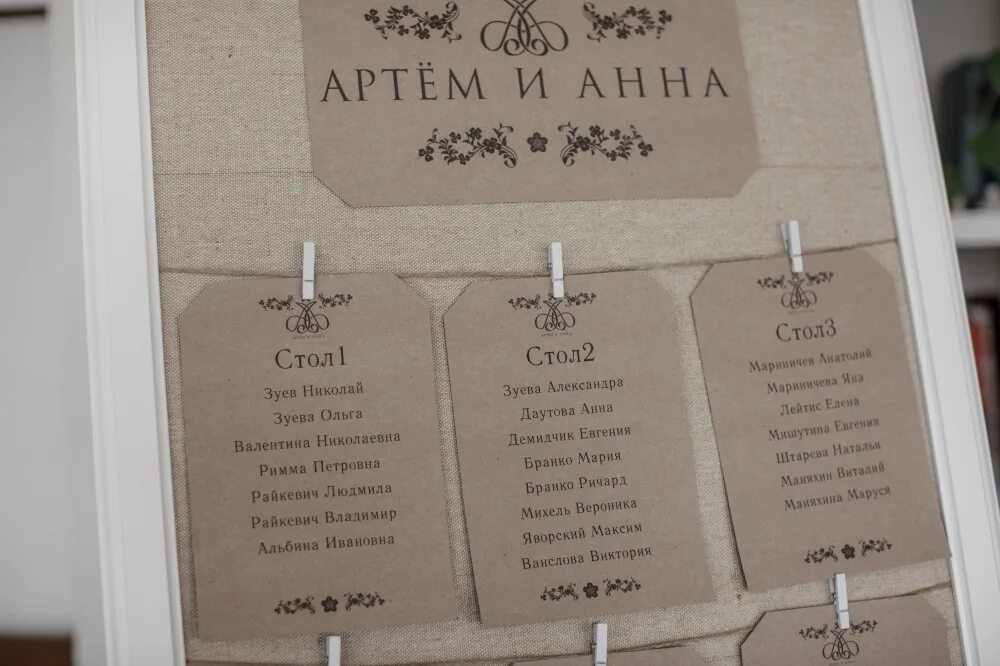 АРТЁМ И АННА
Стол1
Зуев Николай
Зуева Ольга
Валентина Николаевна
Римма Петровна
Райкевич Людмила
Райкевич Владимир
Альбина Ивановна
Стол2
Зуева Александра
Даутова Анна
Демидчик Евгения
Бранко Мария
Бранко Ричард
Михель Вероника
Яворский Максим
Ванслова Виктория
Стол3
Мариничев Анатолий
Мариничева Яна
Лейтис Елена
Мишутина Евгения
Штарева Наталья
Маняхин Виталий
Маняхина Маруся